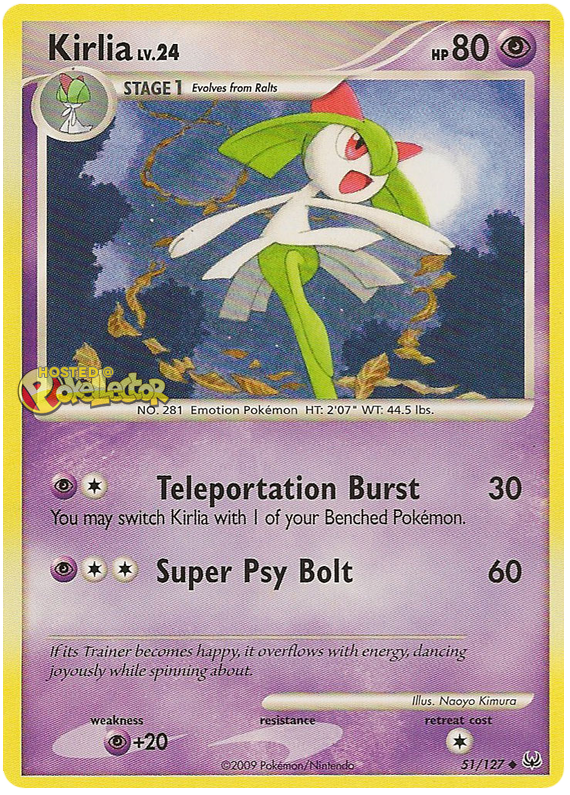 Kirlia LV.24 HP 80
STAGE 1 Evolves from Ralts
HOSTED @
PokeLector
NO. 281 Emotion Pokémon HT: 2'07" WT: 44.5 lbs.
Teleportation Burst 30
You may switch Kirlia with 1 of your Benched Pokémon.
Super Psy Bolt 60
If its Trainer becomes happy, it overflows with energy, dancing
joyously while spinning about.
Illus. Naoyo Kimura
weakness resistance retreat cost
+20
©2009 Pokémon/Nintendo 51/127